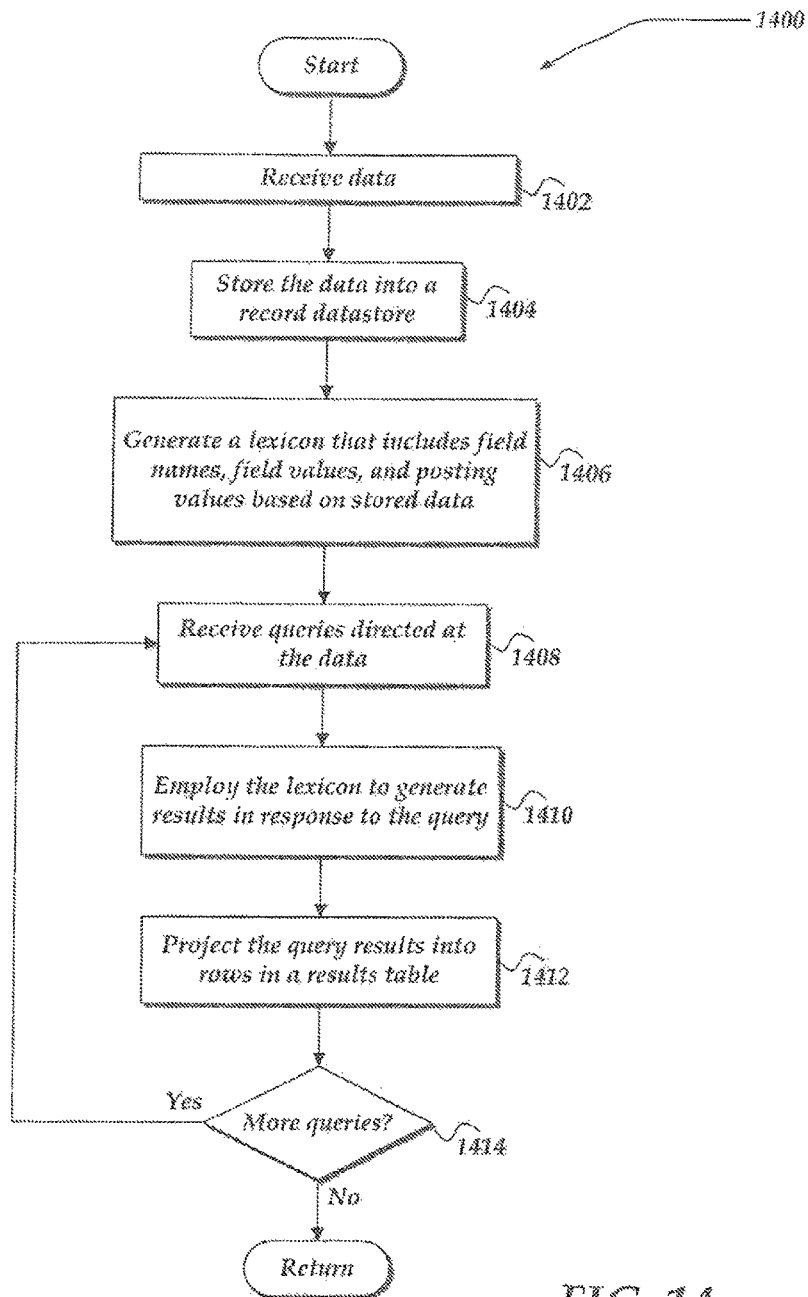 1400
Start
Receive data
1402
Store the data into a
record datastore
1404
Generate a lexicon that includes field
names, field values, and posting
values based on stored data
1406
Receive queries directed at
the data
1408
Employ the lexicon to generate
results in response to the query
1410
Project the query results into
rows in a results table
1412
Yes
More queries?
1414
No
Return
FIG. 14